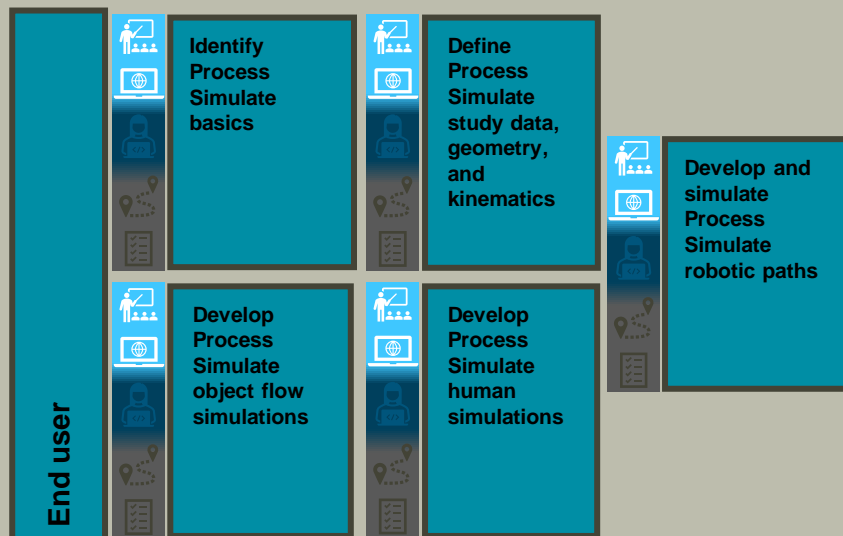 End user
Identify
Process
Simulate
basics
Define
Process
Simulate
study data,
geometry,
and
kinematics
Develop and
simulate
Process
Simulate
robotic paths
Develop
Process
Simulate
object flow
simulations
Develop
Process
Simulate
human
simulations